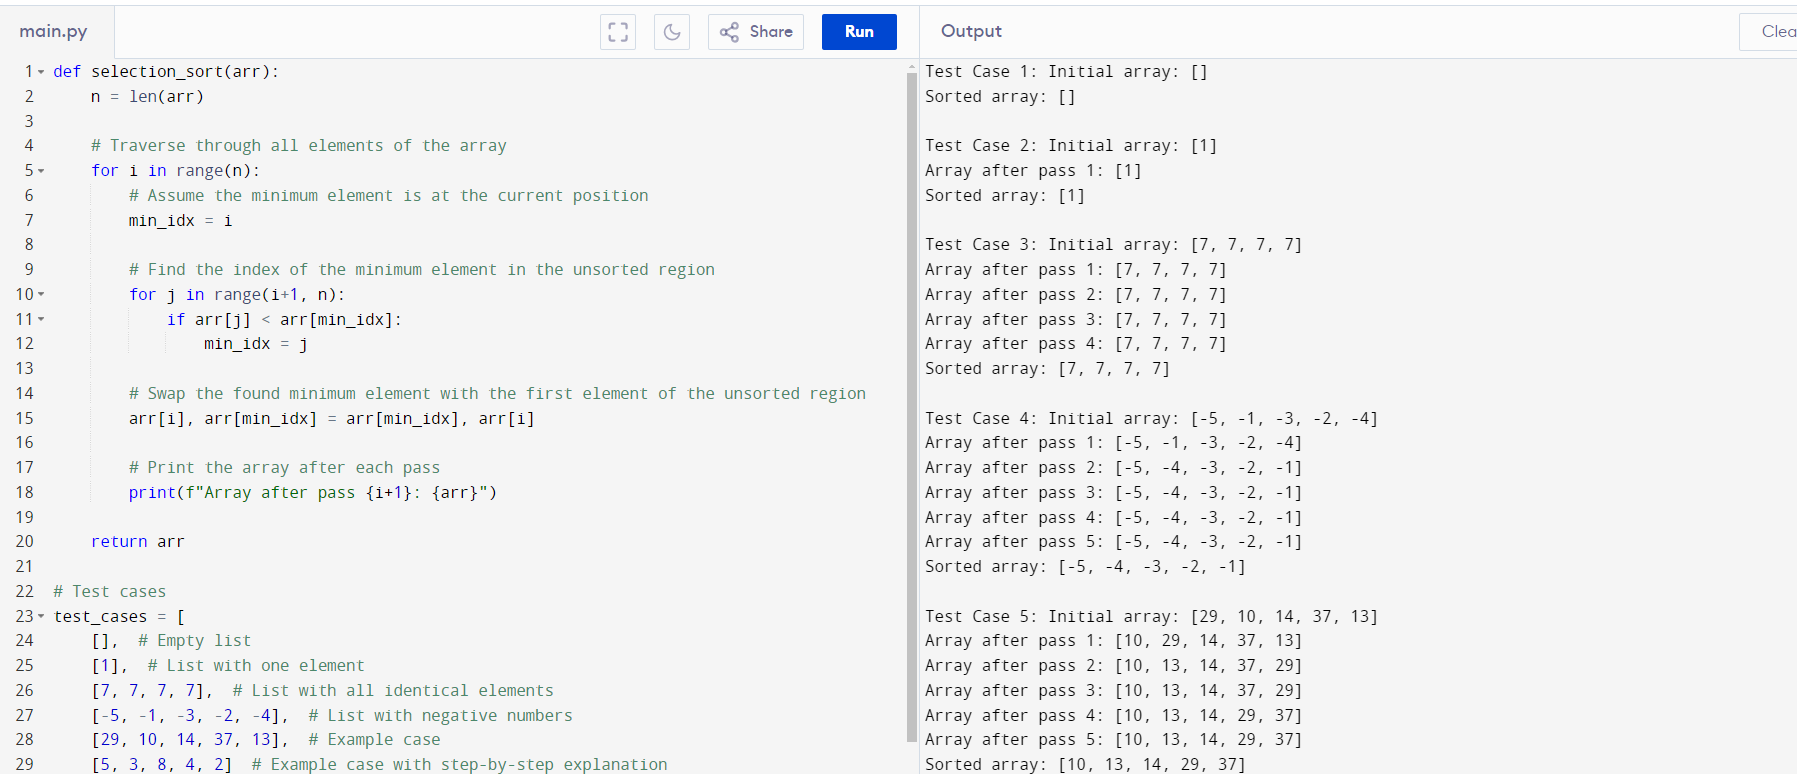 main.py
Share
Run
Output
Clea
1 def selection_sort(arr):
2     n = len(arr)
3
4     # Traverse through all elements of the array
5     for i in range(n):
6         # Assume the minimum element is at the current position
7         min_idx = i
8
9         # Find the index of the minimum element in the unsorted region
10         for j in range(i+1, n):
11             if arr[j] < arr[min_idx]:
12                 min_idx = j
13
14         # Swap the found minimum element with the first element of the unsorted region
15         arr[i], arr[min_idx] = arr[min_idx], arr[i]
16
17         # Print the array after each pass
18         print(f"Array after pass {i+1}: {arr}")
19
20     return arr
21
22 # Test cases
23 test_cases = [
24     [],  # Empty list
25     [1],  # List with one element
26     [7, 7, 7, 7],  # List with all identical elements
27     [-5, -1, -3, -2, -4],  # List with negative numbers
28     [29, 10, 14, 37, 13],  # Example case
29     [5, 3, 8, 4, 2]  # Example case with step-by-step explanation
Test Case 1: Initial array: []
Sorted array: []
Test Case 2: Initial array: [1]
Array after pass 1: [1]
Sorted array: [1]
Test Case 3: Initial array: [7, 7, 7, 7]
Array after pass 1: [7, 7, 7, 7]
Array after pass 2: [7, 7, 7, 7]
Array after pass 3: [7, 7, 7, 7]
Array after pass 4: [7, 7, 7, 7]
Sorted array: [7, 7, 7, 7]
Test Case 4: Initial array: [-5, -1, -3, -2, -4]
Array after pass 1: [-5, -1, -3, -2, -4]
Array after pass 2: [-5, -4, -3, -2, -1]
Array after pass 3: [-5, -4, -3, -2, -1]
Array after pass 4: [-5, -4, -3, -2, -1]
Array after pass 5: [-5, -4, -3, -2, -1]
Sorted array: [-5, -4, -3, -2, -1]
Test Case 5: Initial array: [29, 10, 14, 37, 13]
Array after pass 1: [10, 29, 14, 37, 13]
Array after pass 2: [10, 13, 14, 37, 29]
Array after pass 3: [10, 13, 14, 37, 29]
Array after pass 4: [10, 13, 14, 29, 37]
Array after pass 5: [10, 13, 14, 29, 37]
Sorted array: [10, 13, 14, 29, 37]